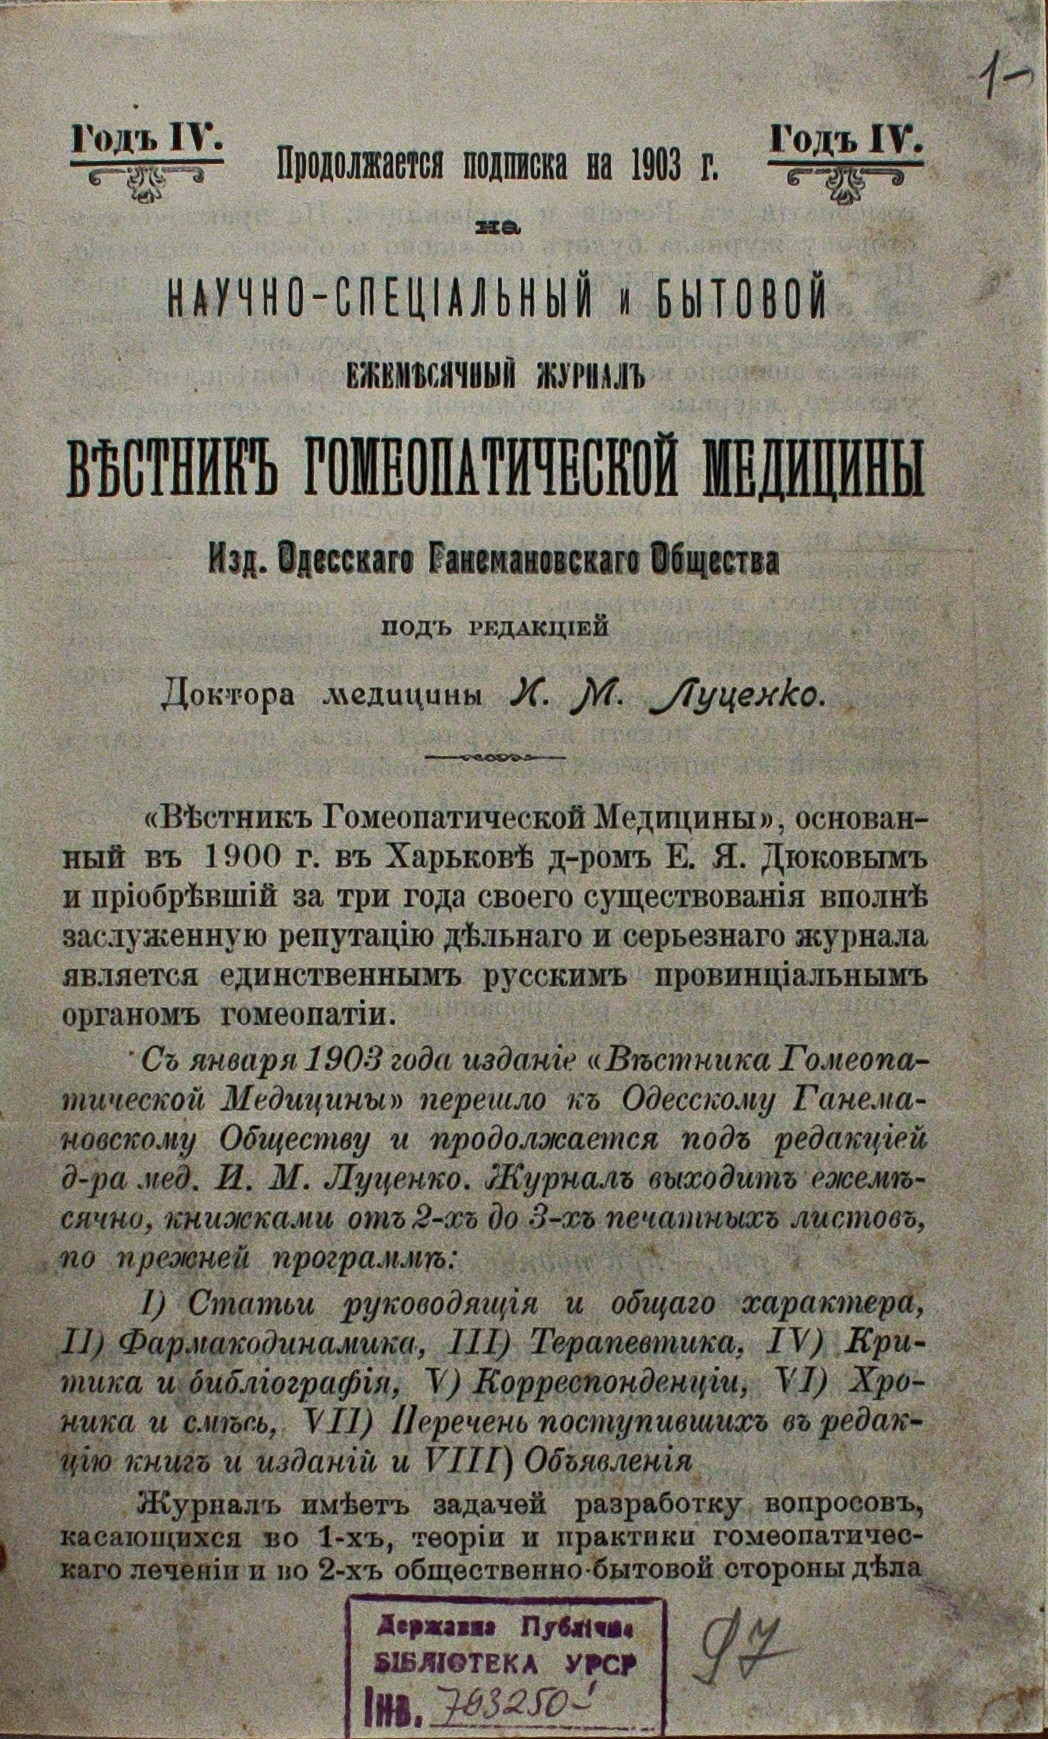 1-
Годъ IV.
Годъ IV.
Продолжается подписка на 1903 г.
на
НАУЧНО-СПЕЦІАЛЬНЫЙ и БЫТОВОЙ
ЕЖЕМѢСЯЧНЫЙ ЖУРНАЛЪ
ВѢСТНИКЪ ГОМЕОПАТИЧЕСКОЙ МЕДИЦИНЫ
Изд. Одесскаго Ганемановскаго Общества
ПОДЪ РЕДАКЦІЕЙ
Доктора медицины И. М. Луценко.
«Вѣстникъ Гомеопатической Медицины», основан-
ный въ 1900 г. въ Харьковѣ д-ромъ Е. Я. Дюковымъ
и пріобрѣвшій за три года своего существованія вполнѣ
заслуженную репутацію дѣльнаго и серьезнаго журнала
является единственнымъ русскимъ провинціальнымъ
органомъ гомеопатіи.
Съ января 1903 года изданіе «Вѣстника Гомеопа-
тической Медицины» перешло къ Одесскому Ганема-
новскому Обществу и продолжается подъ редакціей
д-ра мед. И. М. Луценко. Журналъ выходитъ ежемѣ-
сячно, книжками отъ 2-хъ до 3-хъ печатныхъ листовъ,
по прежней программѣ:
I) Статьи руководящія и общаго характера,
II) Фармакодинамика, III) Терапевтика, IV) Кри-
тика и библіографія, V) Корреспонденціи, VI) Хро-
ника и смѣсь, VII) Перечень поступившихъ въ редак-
цію книгъ и изданій и VIII) Объявленія
Журналъ имѣетъ задачей разработку вопросовъ,
касающихся во 1-хъ, теоріи и практики гомеопатичес-
каго леченіи и во 2-хъ общественно-бытовой стороны дѣла
Державна Публічна
БІБЛІОТЕКА УРСР
Інв. 793250
97